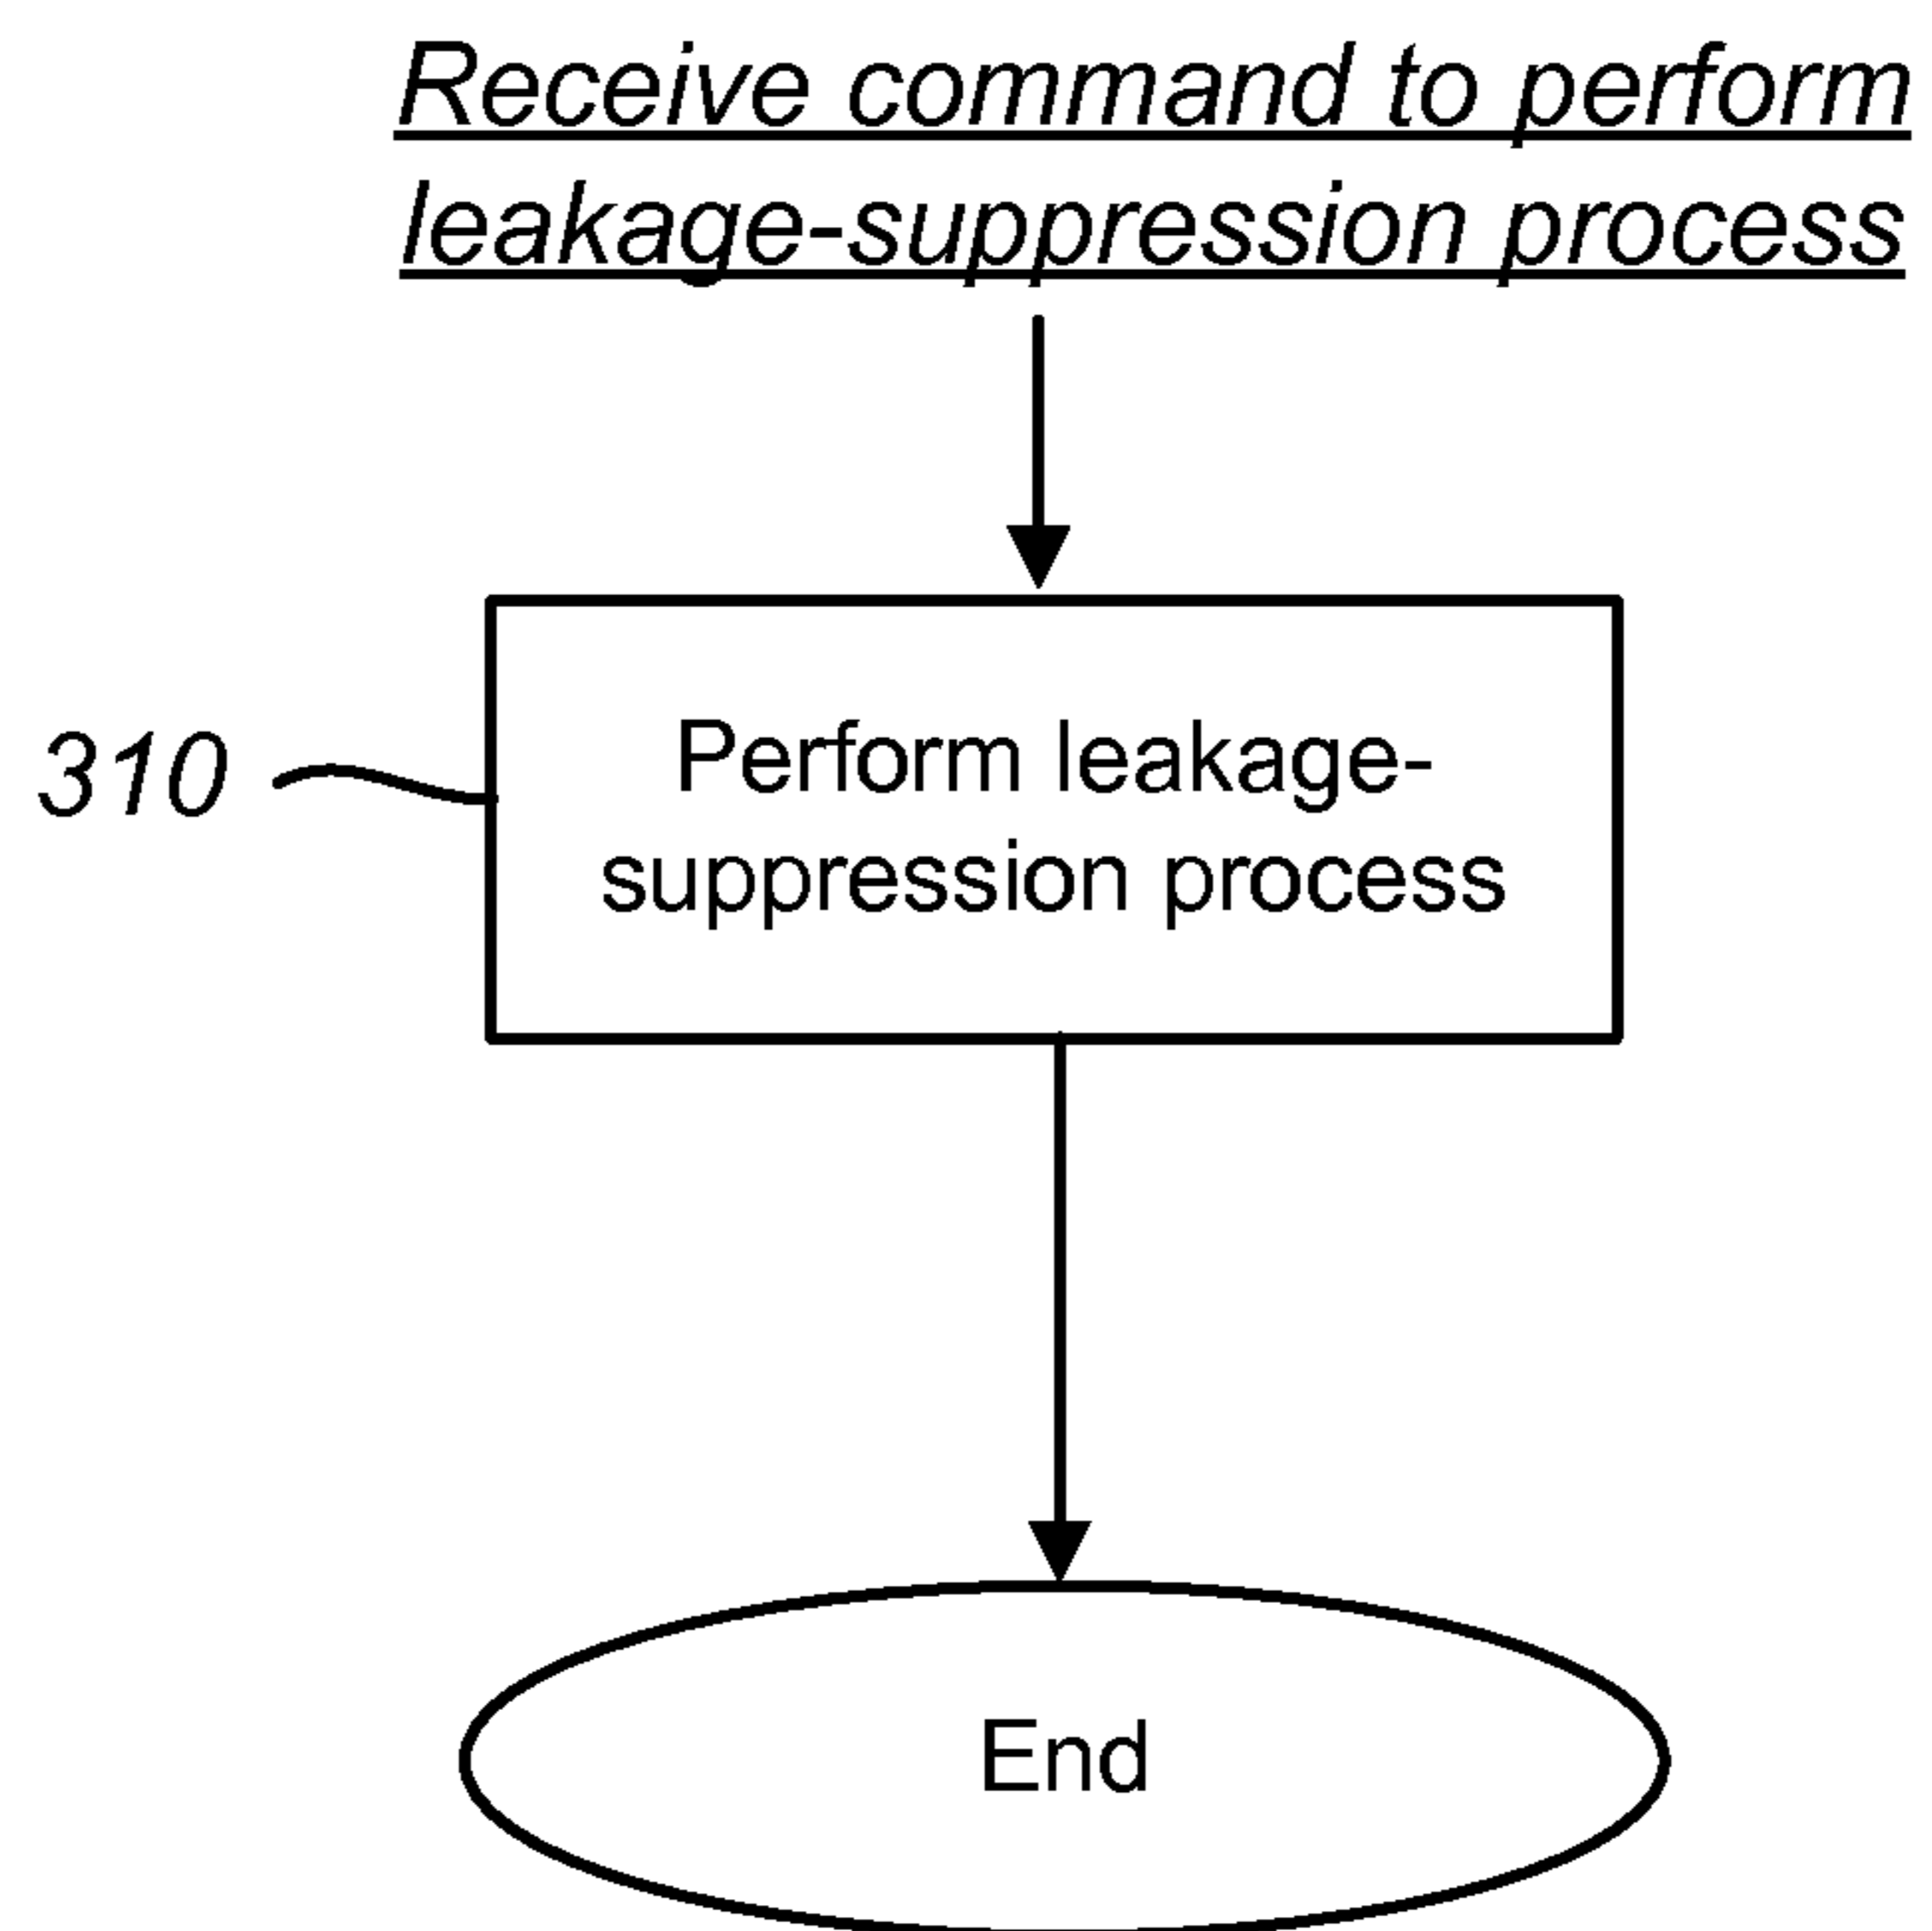 Receive command to perform
leakage-suppression process
310
Perform leakage-
suppression process
End